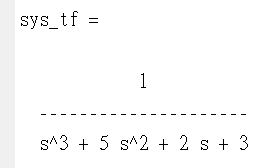 sys_tf =
1
--------------------
s^3 + 5 s^2 + 2 s + 3